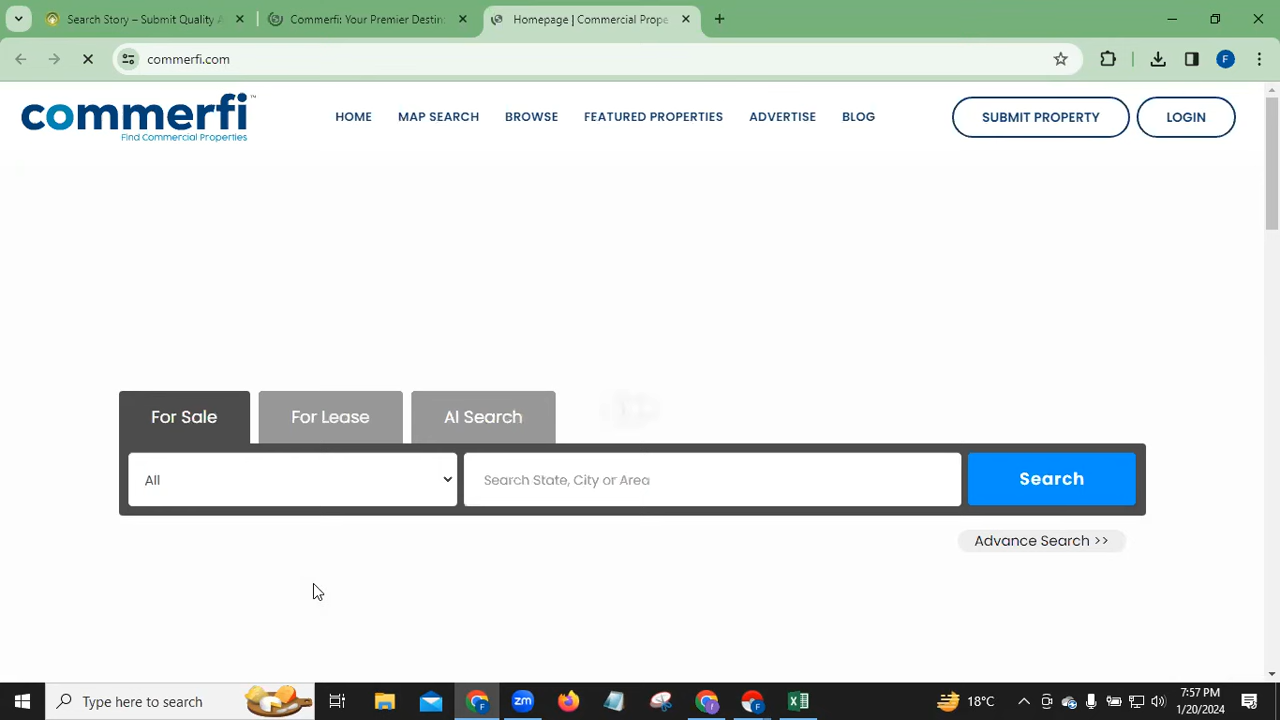 Search Story – Submit Quality A
Commerfi: Your Premier Destin
Homepage | Commercial Prope
commerfi.com
commerfi™
Find Commercial Properties
HOME
MAP SEARCH
BROWSE
FEATURED PROPERTIES
ADVERTISE
BLOG
SUBMIT PROPERTY
LOGIN
For Sale
For Lease
AI Search
All
Search State, City or Area
Search
Advance Search >>
Type here to search
zm
18°C
7:57 PM
1/20/2024